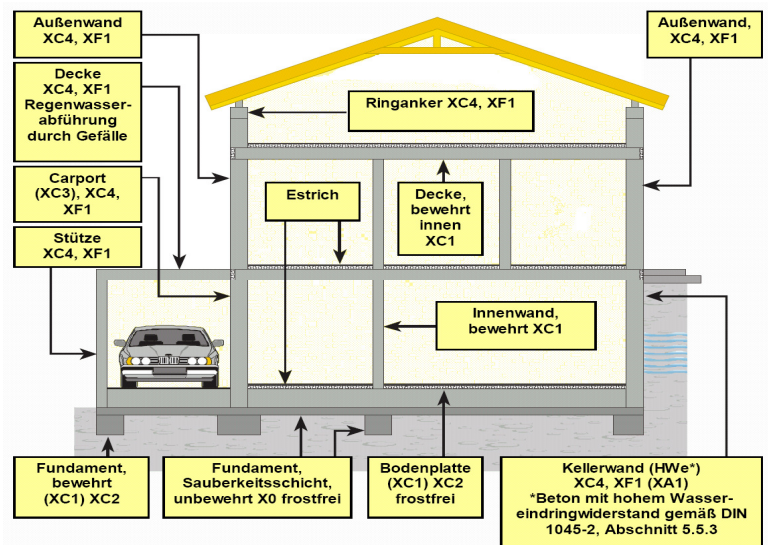 Außenwand
XC4, XF1
Außenwand,
XC4, XF1
Decke
XC4, XF1
Regenwasser-
abführung
durch Gefälle
Ringanker XC4, XF1
Carport
(XC3), XC4,
XF1
Estrich
Decke,
bewehrt
innen
XC1
Stütze
XC4, XF1
Innenwand,
bewehrt XC1
Fundament,
bewehrt
(XC1) XC2
Fundament,
Sauberkeitsschicht,
unbewehrt X0 frostfrei
Bodenplatte
(XC1) XC2
frostfrei
Kellerwand (HWe*)
XC4, XF1 (XA1)
*Beton mit hohem Wasser-
eindringwiderstand gemäß DIN
1045-2, Abschnitt 5.5.3